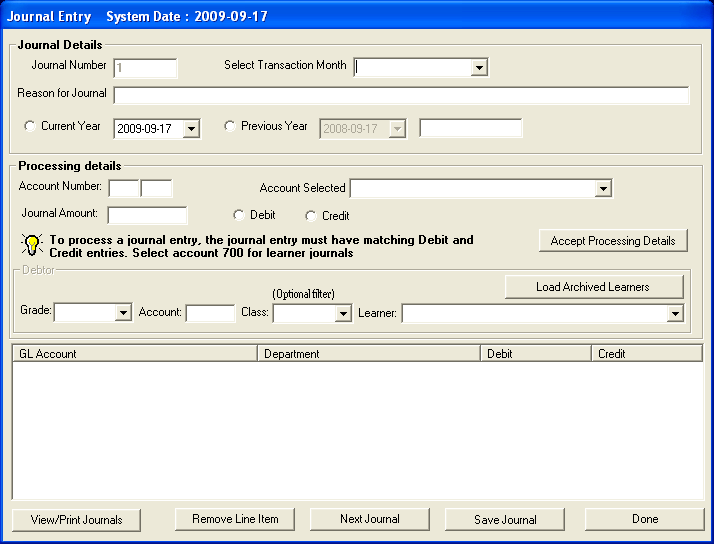 Journal Entry System Date : 2009-09-17
Journal Details
Journal Number 1 Select Transaction Month
Reason for Journal
Current Year 2009-09-17 Previous Year 2008-09-17
Processing details
Account Number: Account Selected
Journal Amount: Debit Credit
To process a journal entry, the journal entry must have matching Debit and
Credit entries. Select account 700 for learner journals
Accept Processing Details
Debtor
(Optional filter)
Load Archived Learners
Grade: Account: Class: Learner:
GL Account Department Debit Credit
View/Print Journals Remove Line Item Next Journal Save Journal Done